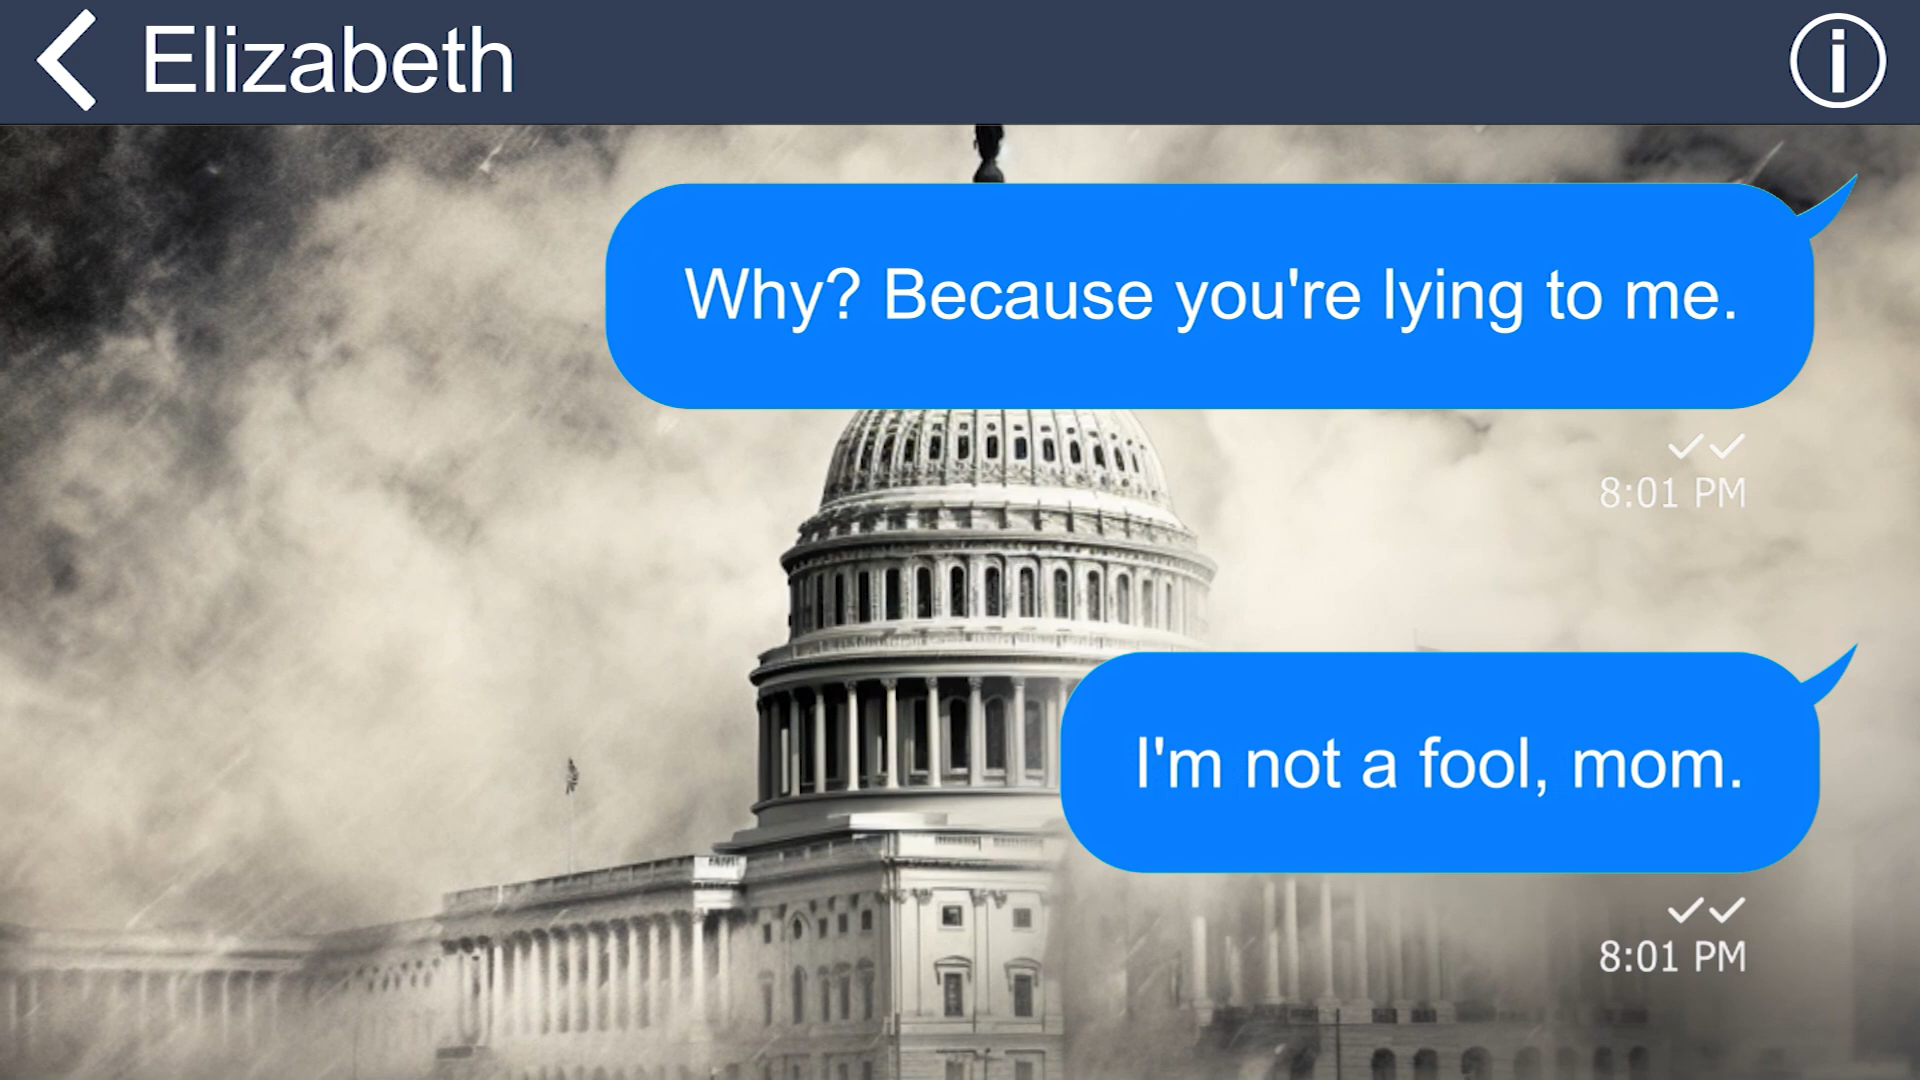 Elizabeth
Why? Because you're lying to me.
8:01 PM
I'm not a fool, mom.
8:01 PM